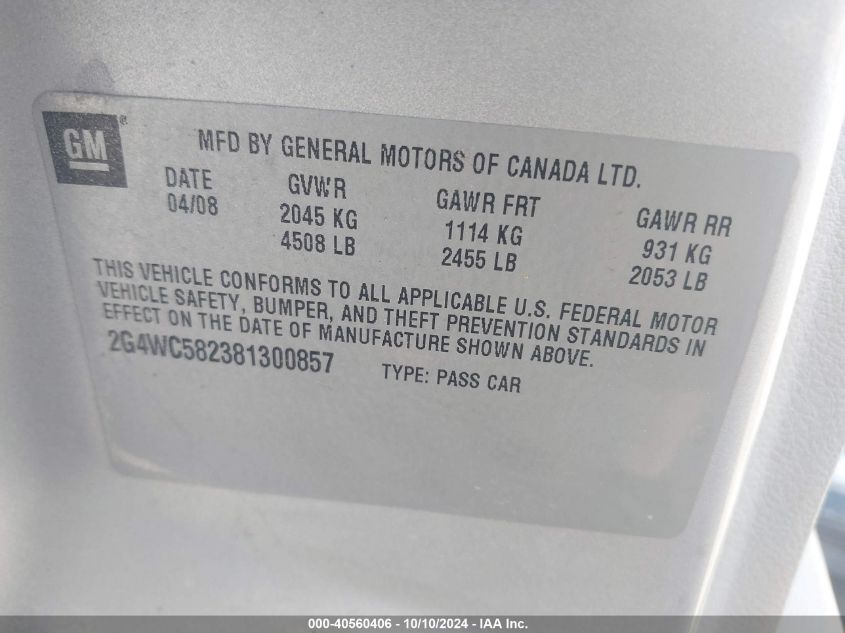 GM®
MFD BY GENERAL MOTORS OF CANADA LTD.
DATE GVWR GAWR FRT GAWR RR
04/08 2045 KG 1114 KG 931 KG
4508 LB 2455 LB 2053 LB
THIS VEHICLE CONFORMS TO ALL APPLICABLE U.S. FEDERAL MOTOR
VEHICLE SAFETY, BUMPER, AND THEFT PREVENTION STANDARDS IN
EFFECT ON THE DATE OF MANUFACTURE SHOWN ABOVE.
2G4WC582381300857 TYPE: PASS CAR
000-40560406 - 10/10/2024 - IAA Inc.